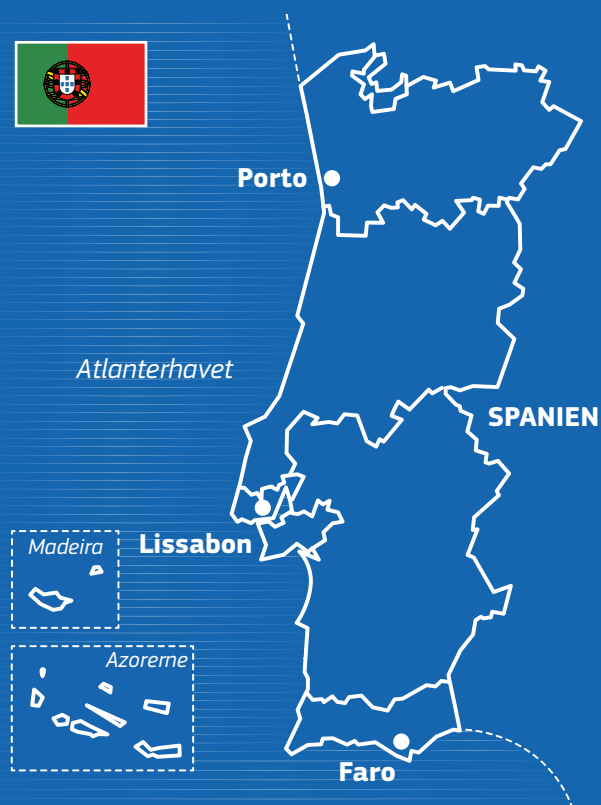 Porto
Atlanterhavet
SPANIEN
Lissabon
Madeira
Azorerne
Faro